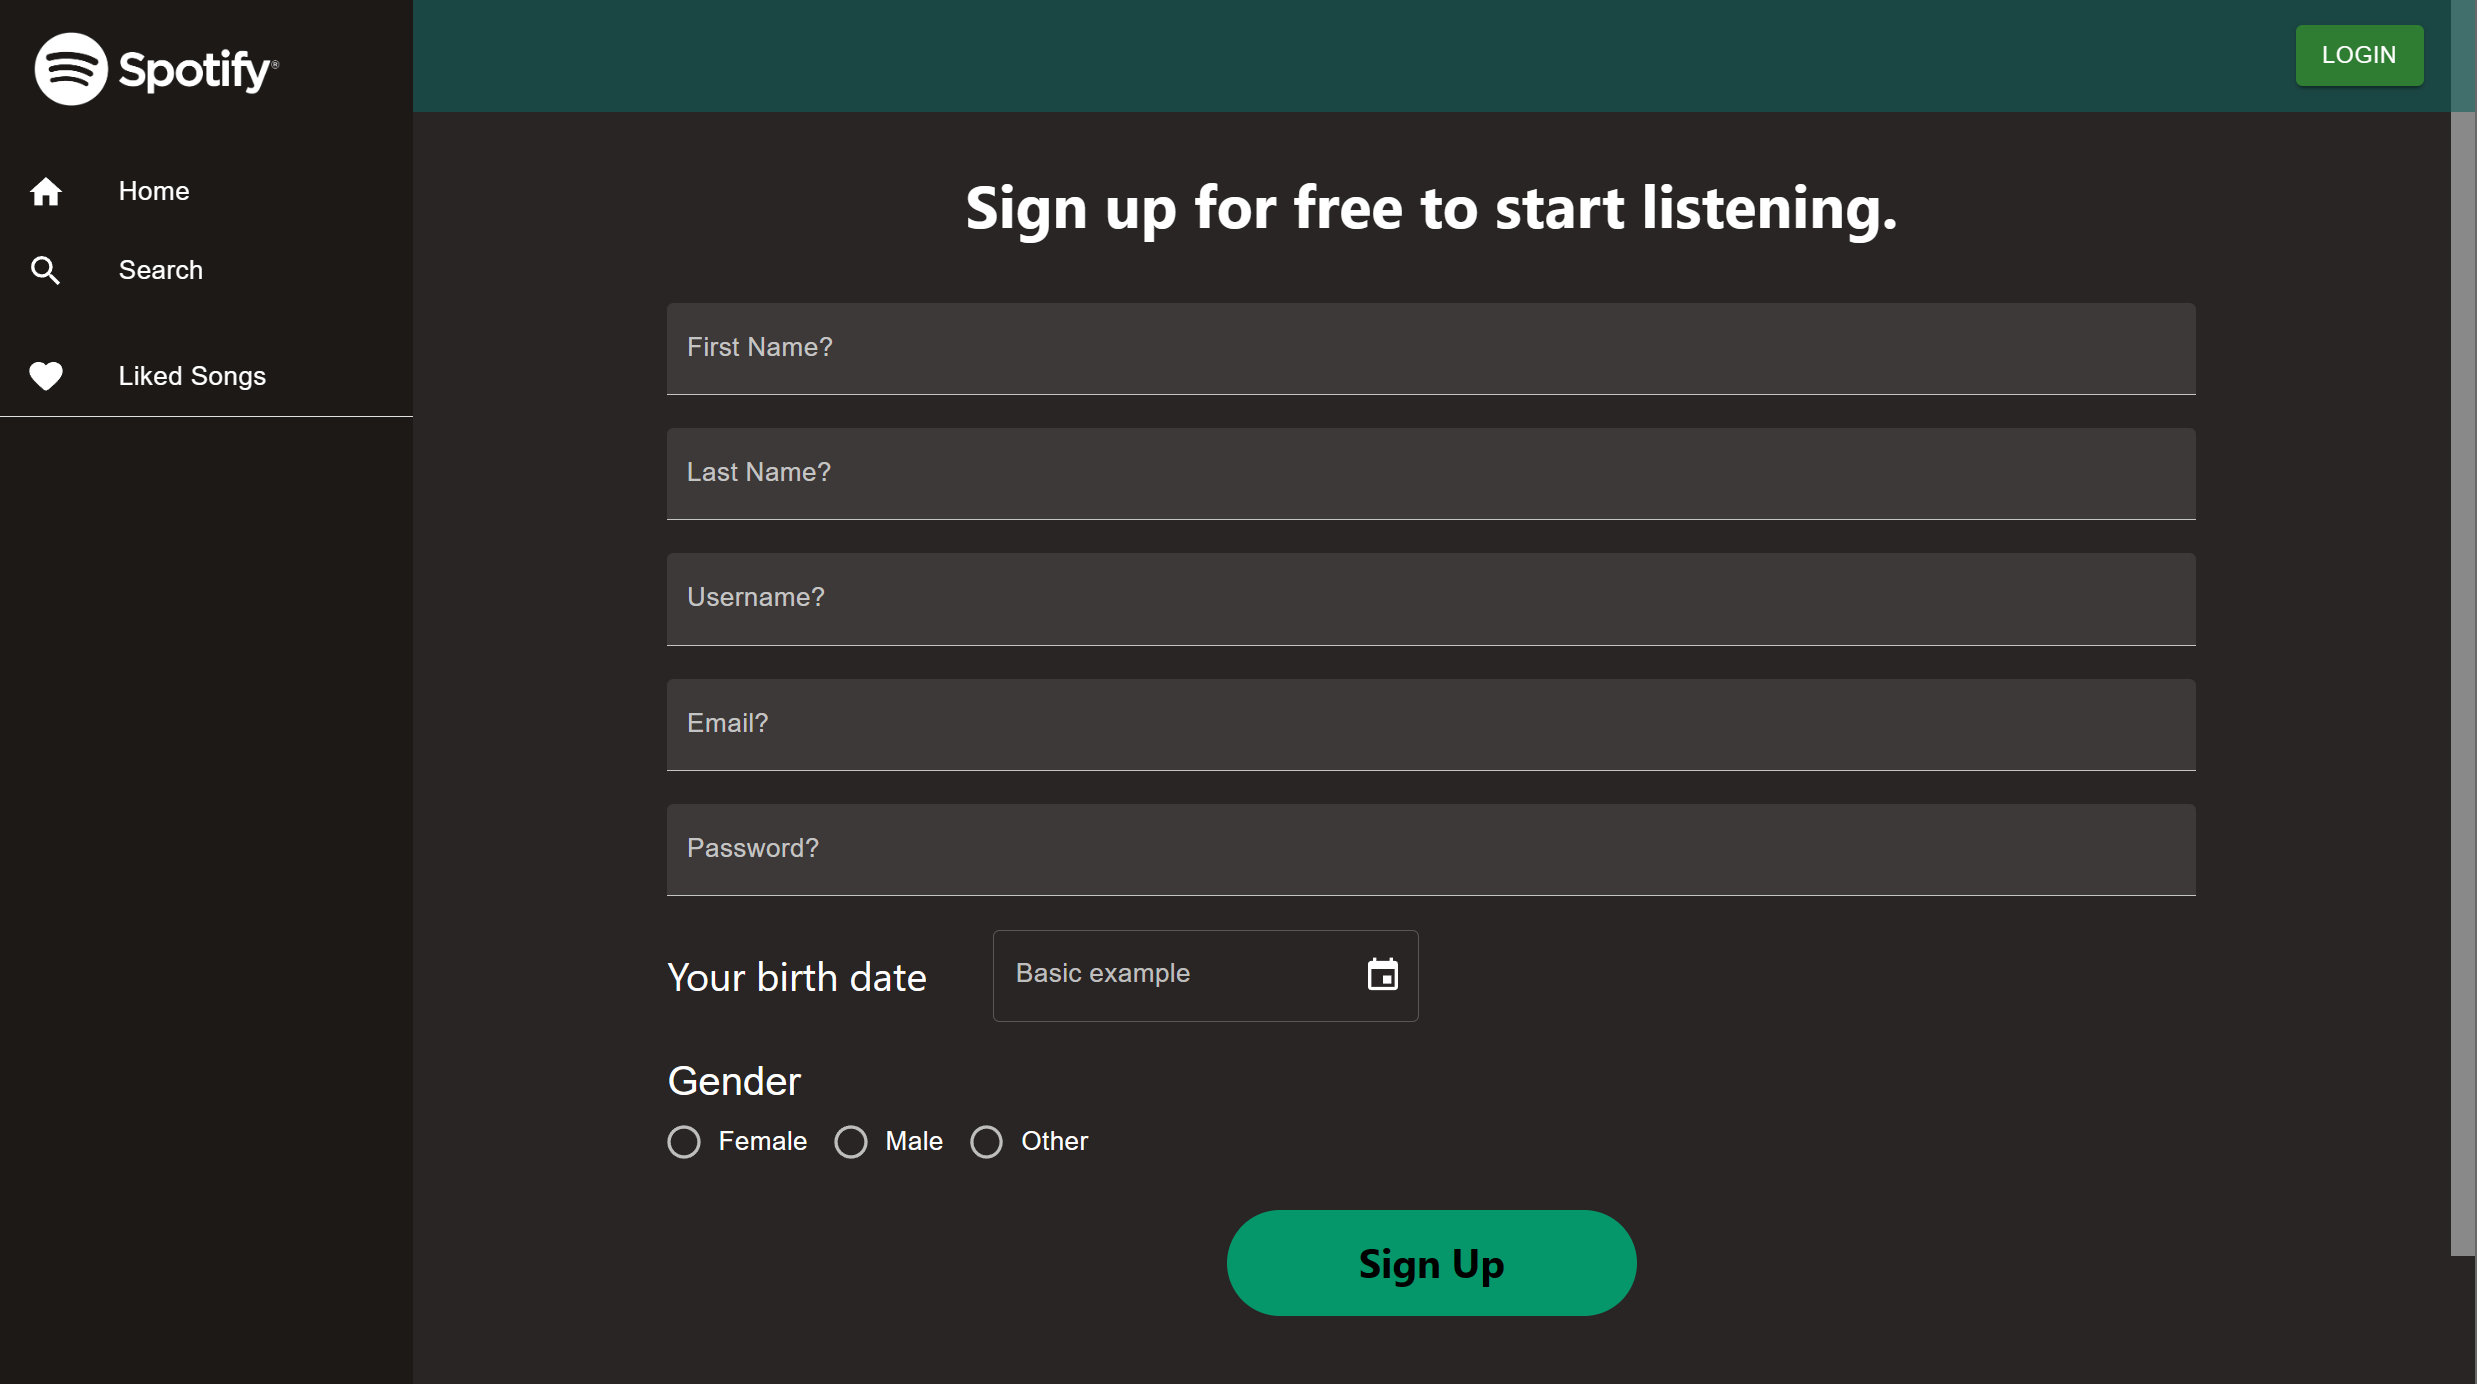 Spotify®
Home
Search
Liked Songs
LOGIN
Sign up for free to start listening.
First Name?
Last Name?
Username?
Email?
Password?
Your birth date
Basic example
Gender
Female Male Other
Sign Up